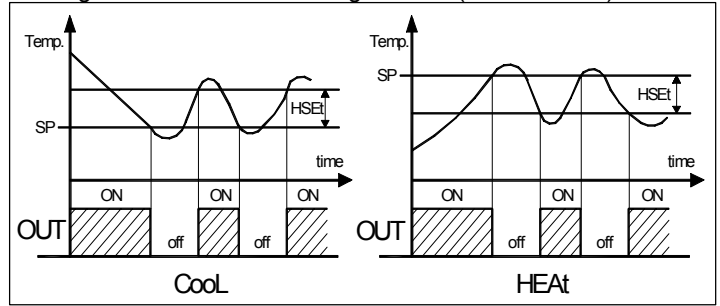 Temp.
HSEt
SP
time
ON ON ON
OUT
off off
CooL
Temp.
SP
HSEt
time
ON ON ON
OUT
off off
HEAt